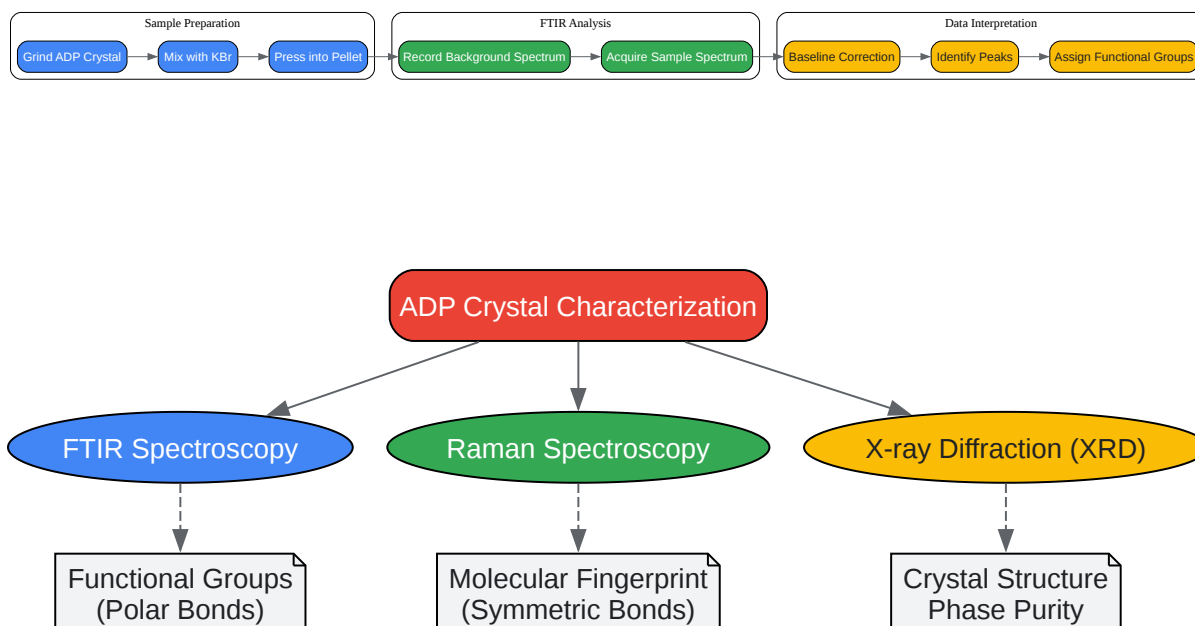 Sample Preparation
FTIR Analysis
Data Interpretation
Grind ADP Crystal
Mix with KBr
Press into Pellet
Record Background Spectrum
Acquire Sample Spectrum
Baseline Correction
Identify Peaks
Assign Functional Groups
ADP Crystal Characterization
FTIR Spectroscopy
Raman Spectroscopy
X-ray Diffraction (XRD)
Functional Groups
(Polar Bonds)
Molecular Fingerprint
(Symmetric Bonds)
Crystal Structure
Phase Purity